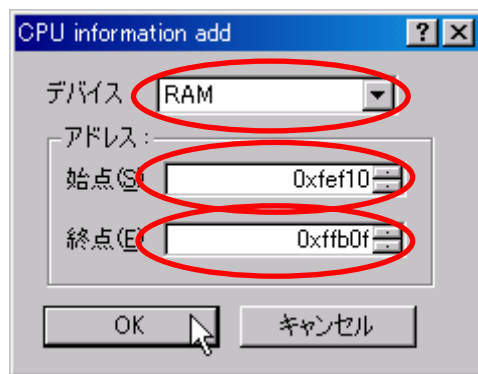 CPU information add
デバイス RAM
アドレス：
始点(S) 0xfef10
終点(E) 0xffb0f
OK キャンセル